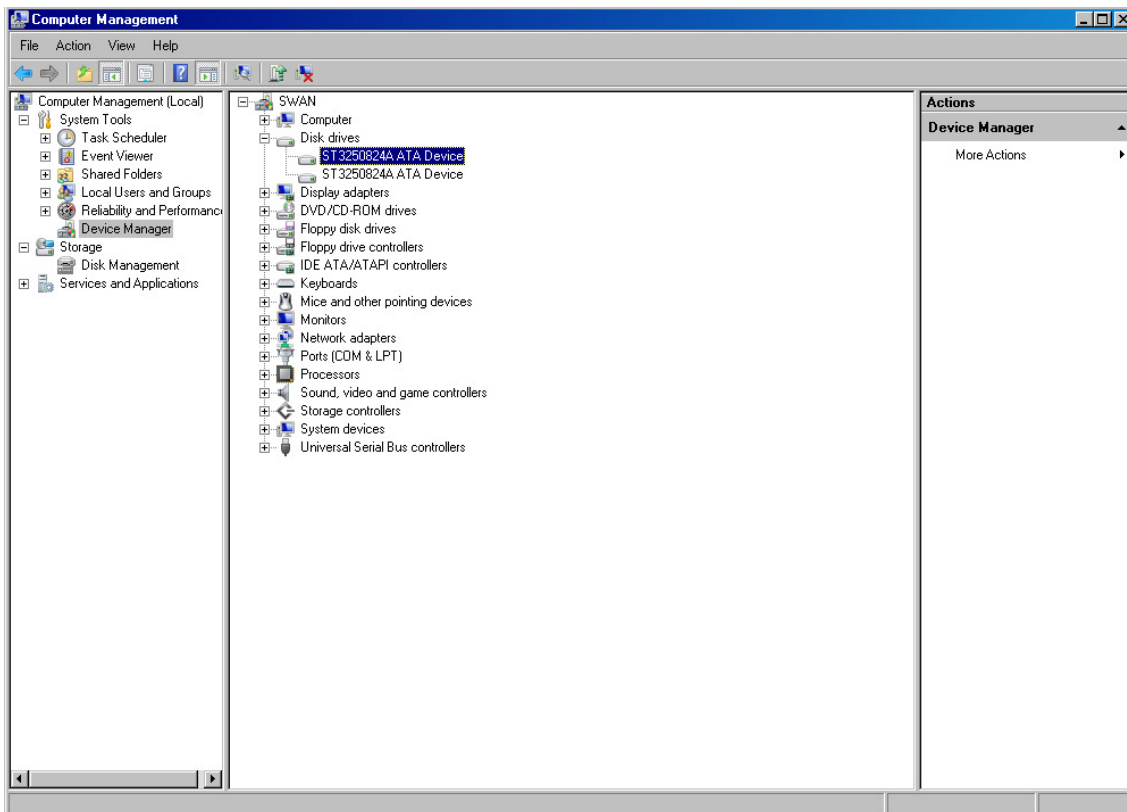 Computer Management
File Action View Help
Computer Management (Local)
System Tools
Task Scheduler
Event Viewer
Shared Folders
Local Users and Groups
Reliability and Performanc
Device Manager
Storage
Disk Management
Services and Applications
SWAN
Computer
Disk drives
ST3250824A ATA Device
ST3250824A ATA Device
Display adapters
DVD/CD-ROM drives
Floppy disk drives
Floppy drive controllers
IDE ATA/ATAPI controllers
Keyboards
Mice and other pointing devices
Monitors
Network adapters
Ports (COM & LPT)
Processors
Sound, video and game controllers
Storage controllers
System devices
Universal Serial Bus controllers
Actions
Device Manager
More Actions